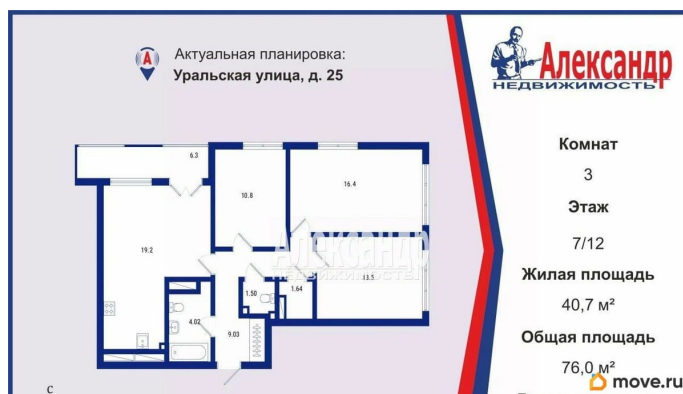 Актуальная планировка:
Уральская улица, д. 25
Александр
НЕДВИЖИМОСТЬ
6.3
10.8
16.4
19.2
Александр
НЕДВИЖИМОСТЬ
13.5
1.50
1.64
4.02
9.03
с
Комнат
3
Этаж
7/12
Жилая площадь
40,7 м²
Общая площадь
76,0 м²
move.ru